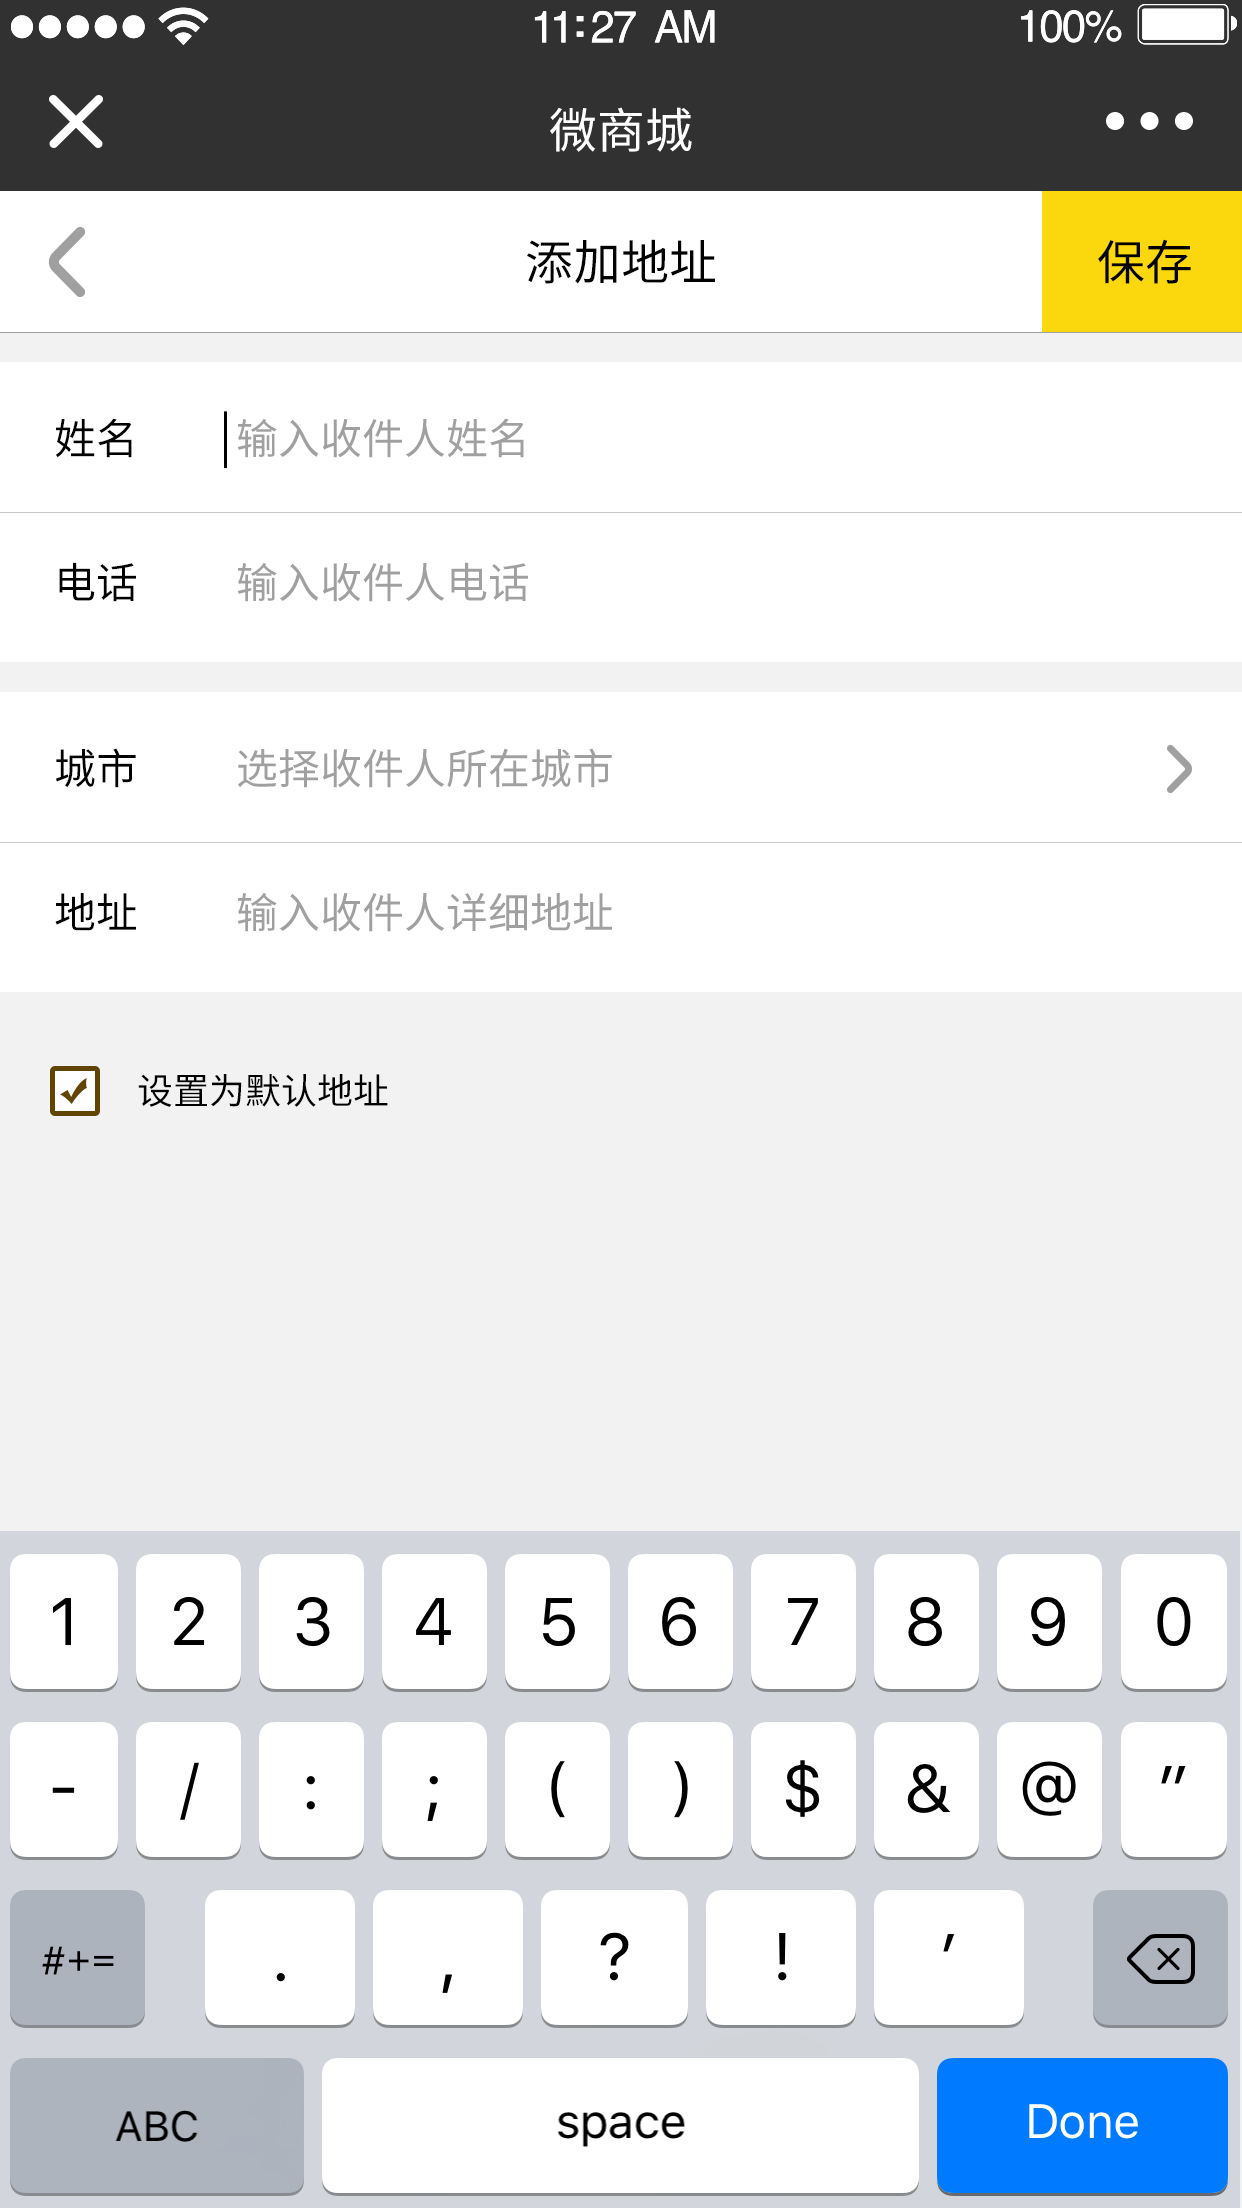 11:27 AM 100%
微商城
添加地址 保存
姓名 输入收件人姓名
电话 输入收件人电话
城市 选择收件人所在城市
地址 输入收件人详细地址
设置为默认地址
1 2 3 4 5 6 7 8 9 0
- / : ; ( ) $ & @ "
#+= . , ? ! '
ABC space Done